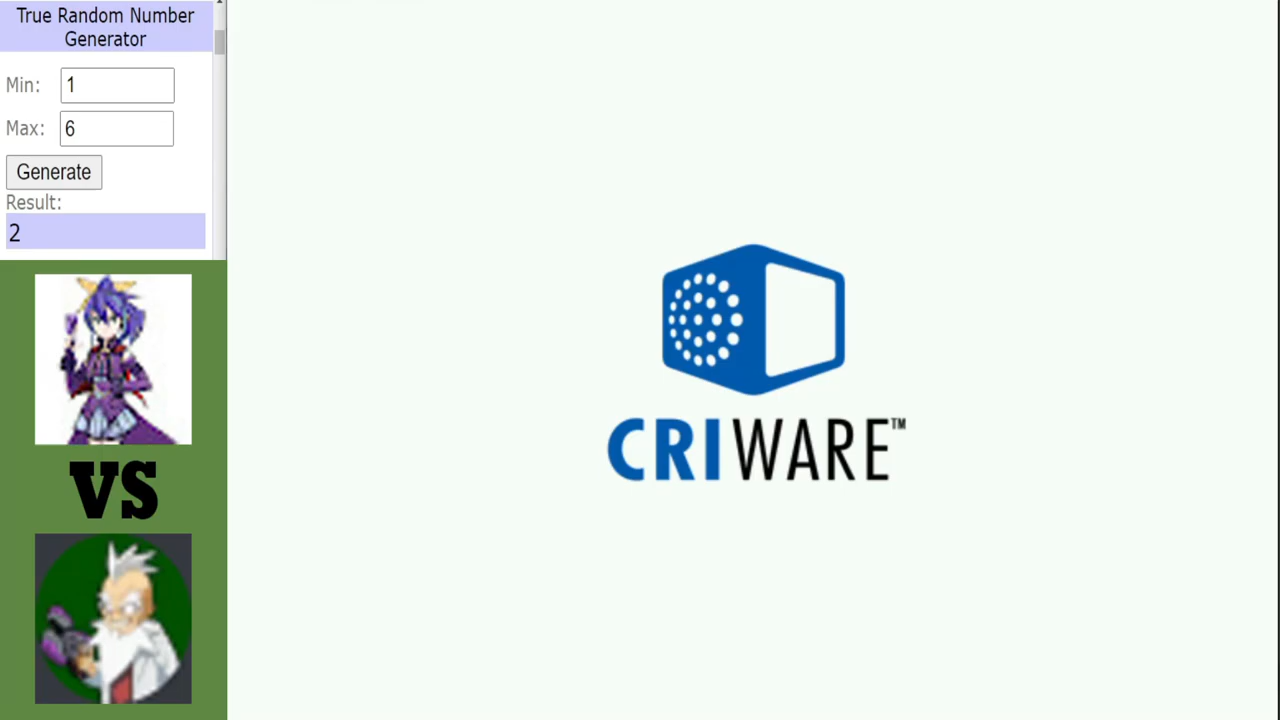 True Random Number
Generator
Min: 1
Max: 6
Generate
Result:
2
VS
CRIWARE™